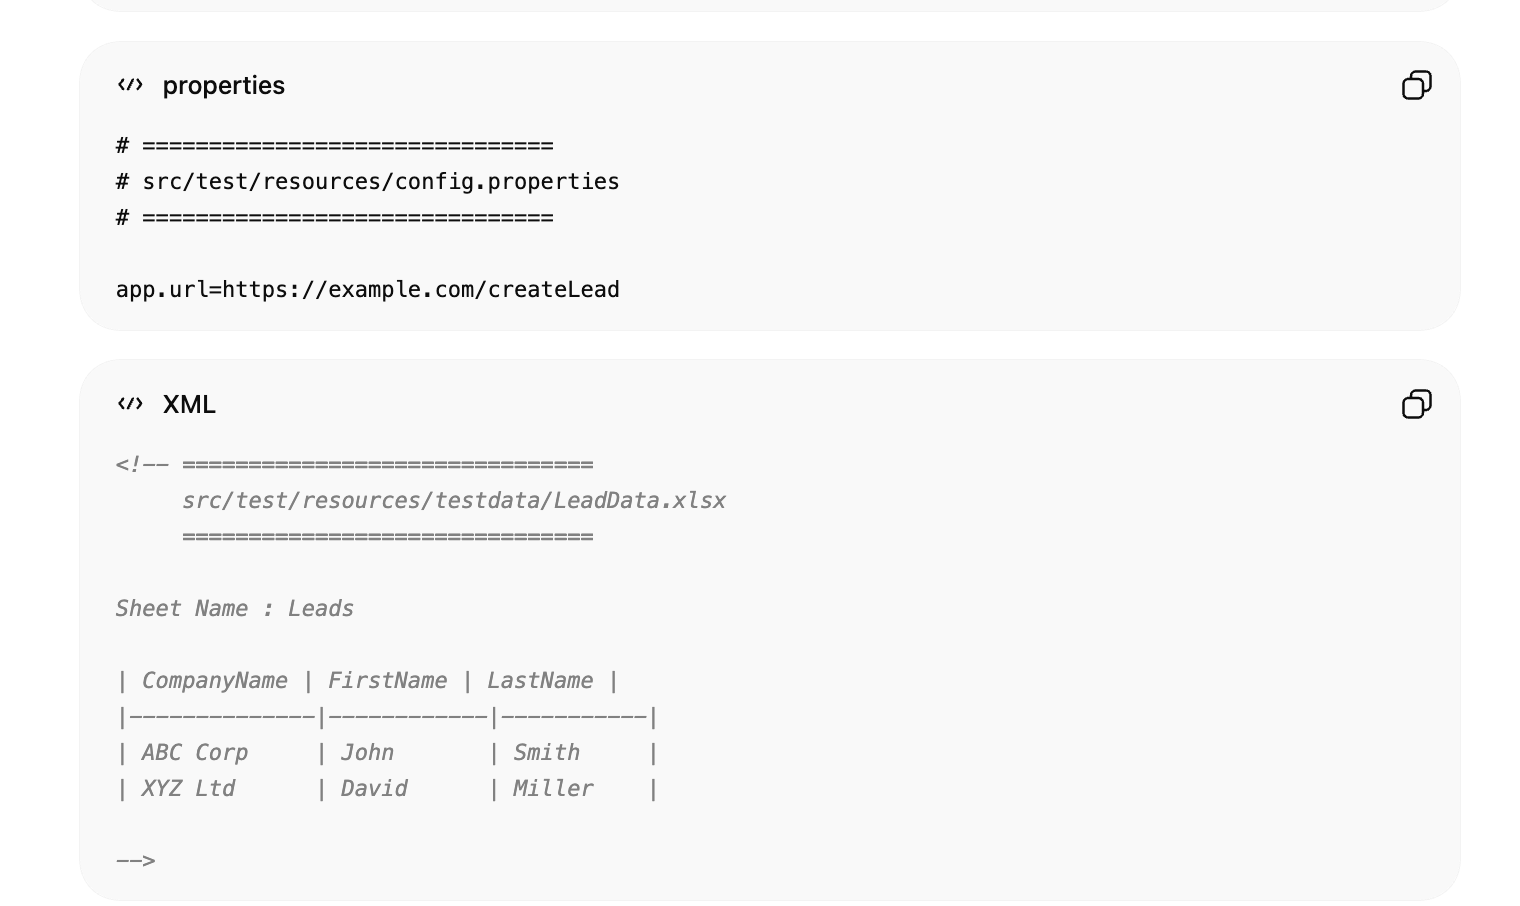 properties
# ===============================
# src/test/resources/config.properties
# ===============================
app.url=https://example.com/createLead
XML
<!-- ===============================
     src/test/resources/testdata/LeadData.xlsx
     ===============================
Sheet Name : Leads
| CompanyName | FirstName | LastName |
|--------------|------------|-----------|
| ABC Corp     | John       | Smith     |
| XYZ Ltd      | David      | Miller    |
-->